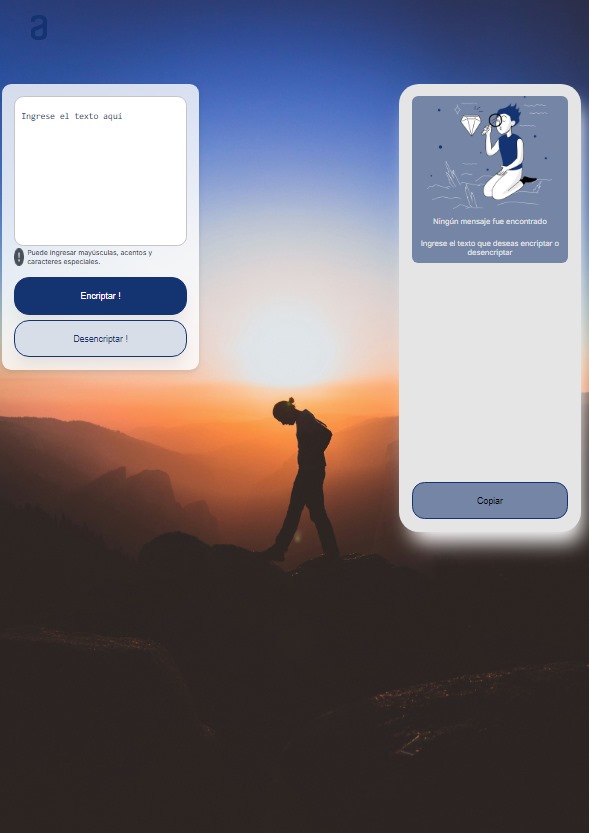 a
Ingrese el texto aquí
! Puede ingresar mayúsculas, acentos y
caracteres especiales.
Encriptar !
Desencriptar !
Ningún mensaje fue encontrado
Ingrese el texto que deseas encriptar o
desencriptar
Copiar